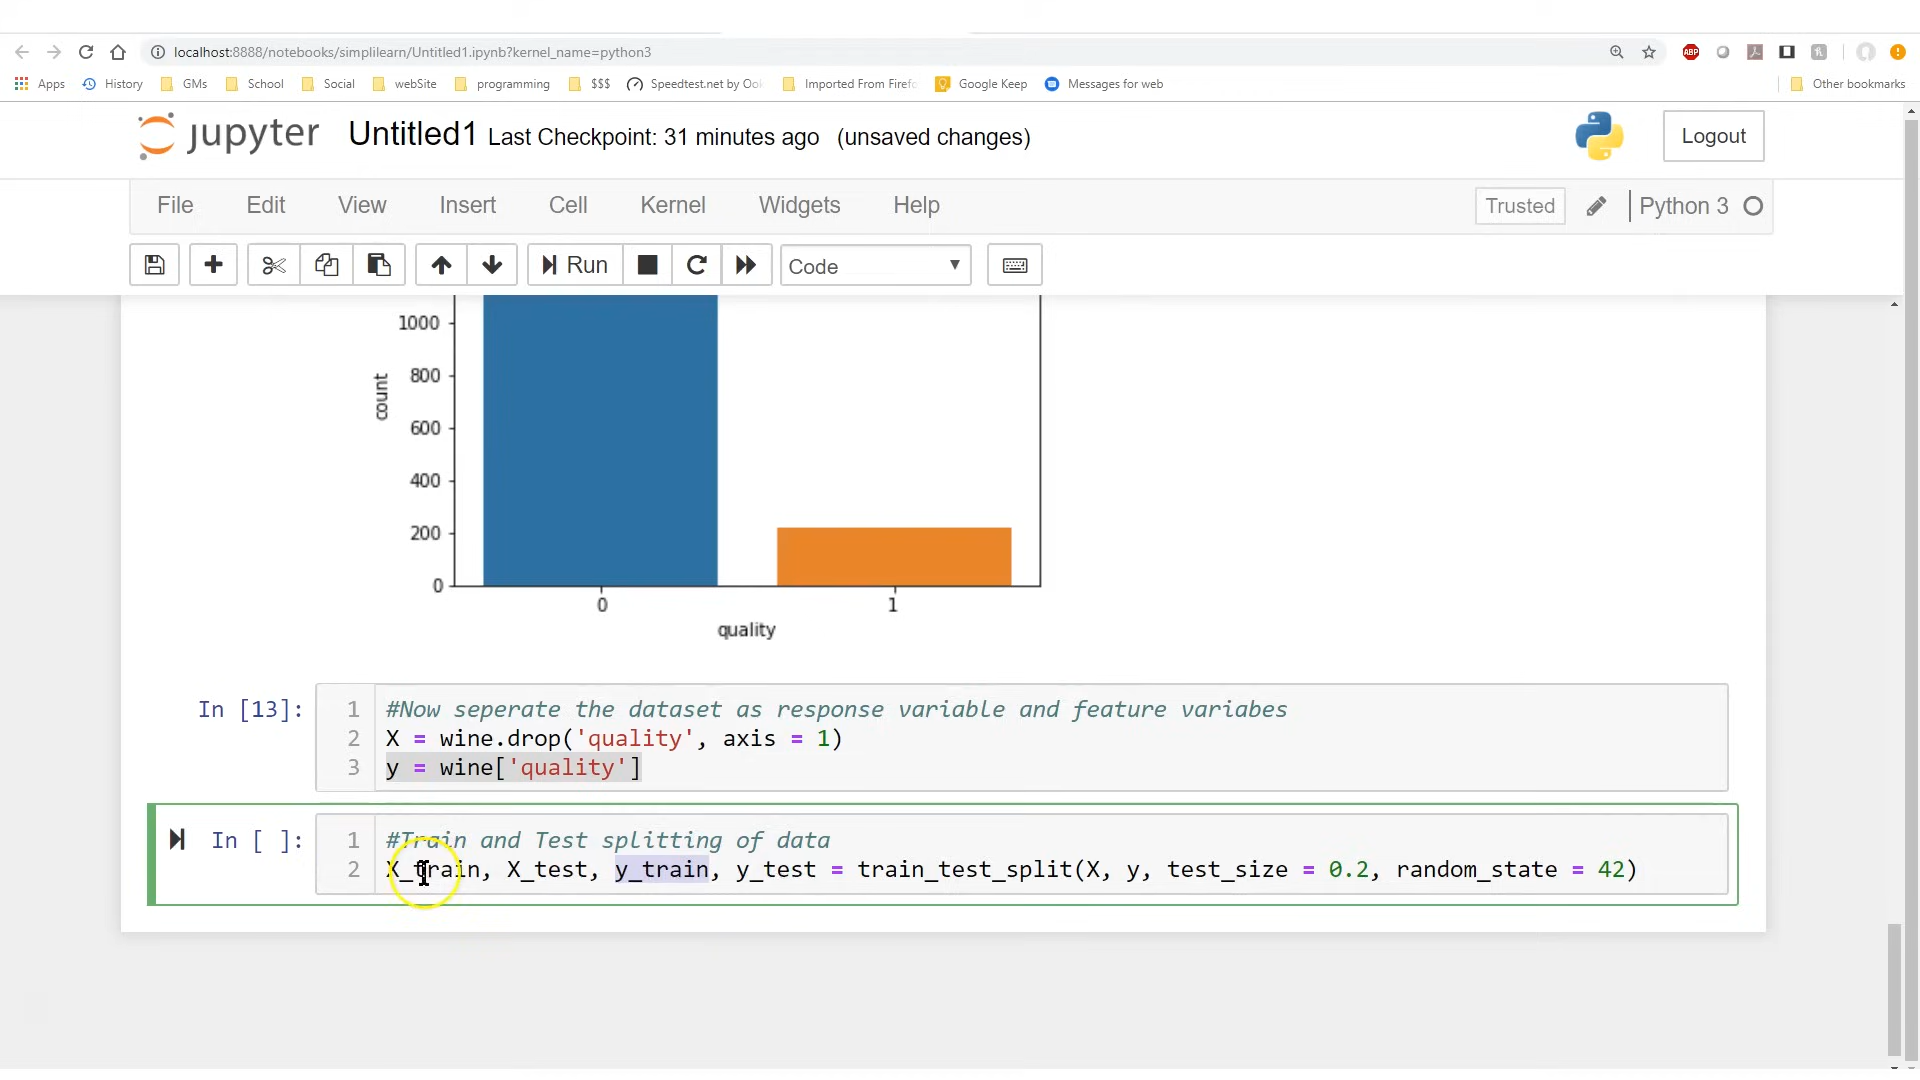 localhost:8888/notebooks/simplilearn/Untitled1.ipynb?kernel_name=python3
ABP
Apps History GMs School Social webSite programming $$$ Speedtest.net by Ook Imported From Firefo Google Keep Messages for web Other bookmarks
jupyter Untitled1 Last Checkpoint: 31 minutes ago (unsaved changes) Logout
File Edit View Insert Cell Kernel Widgets Help Trusted Python 3
Run Code
1000
800
600
400
200
0
count
0 1
quality
In [13]: 1 #Now seperate the dataset as response variable and feature variabes
2 X = wine.drop('quality', axis = 1)
3 y = wine['quality']
In [ ]: 1 #Train and Test splitting of data
2 X_train, X_test, y_train, y_test = train_test_split(X, y, test_size = 0.2, random_state = 42)